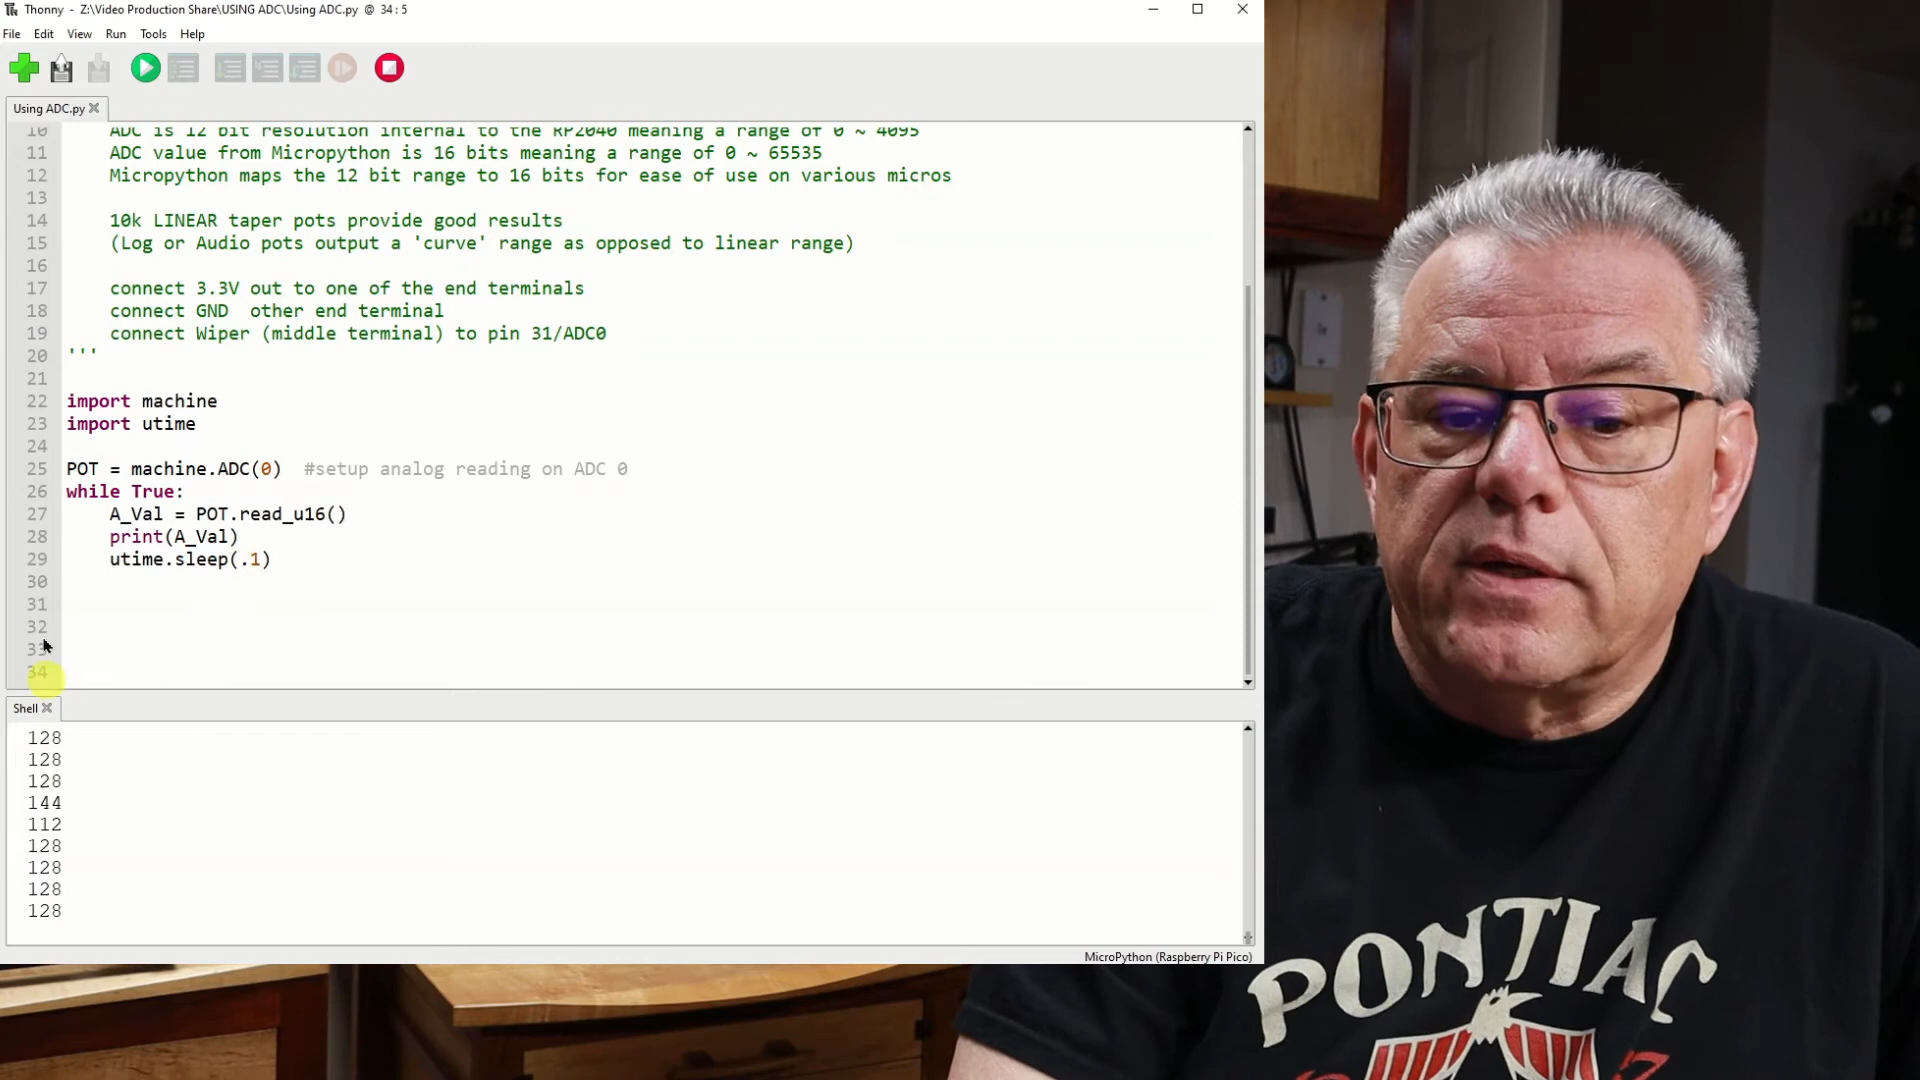 Thonny - Z:\Video Production Share\USING ADC\Using ADC.py @ 34 : 5
File Edit View Run Tools Help
Using ADC.py
10 ADC is 12 bit resolution internal to the RP2040 meaning a range of 0 ~ 4095
11 ADC value from Micropython is 16 bits meaning a range of 0 ~ 65535
12 Micropython maps the 12 bit range to 16 bits for ease of use on various micros
13
14 10k LINEAR taper pots provide good results
15 (Log or Audio pots output a 'curve' range as opposed to linear range)
16
17 connect 3.3V out to one of the end terminals
18 connect GND  other end terminal
19 connect Wiper (middle terminal) to pin 31/ADC0
20 '''
21
22 import machine
23 import utime
24
25 POT = machine.ADC(0)  #setup analog reading on ADC 0
26 while True:
27 A_Val = POT.read_u16()
28 print(A_Val)
29 utime.sleep(.1)
30
31
32
33
34
Shell
128
128
128
144
112
128
128
128
128
MicroPython (Raspberry Pi Pico)
PONTIAC